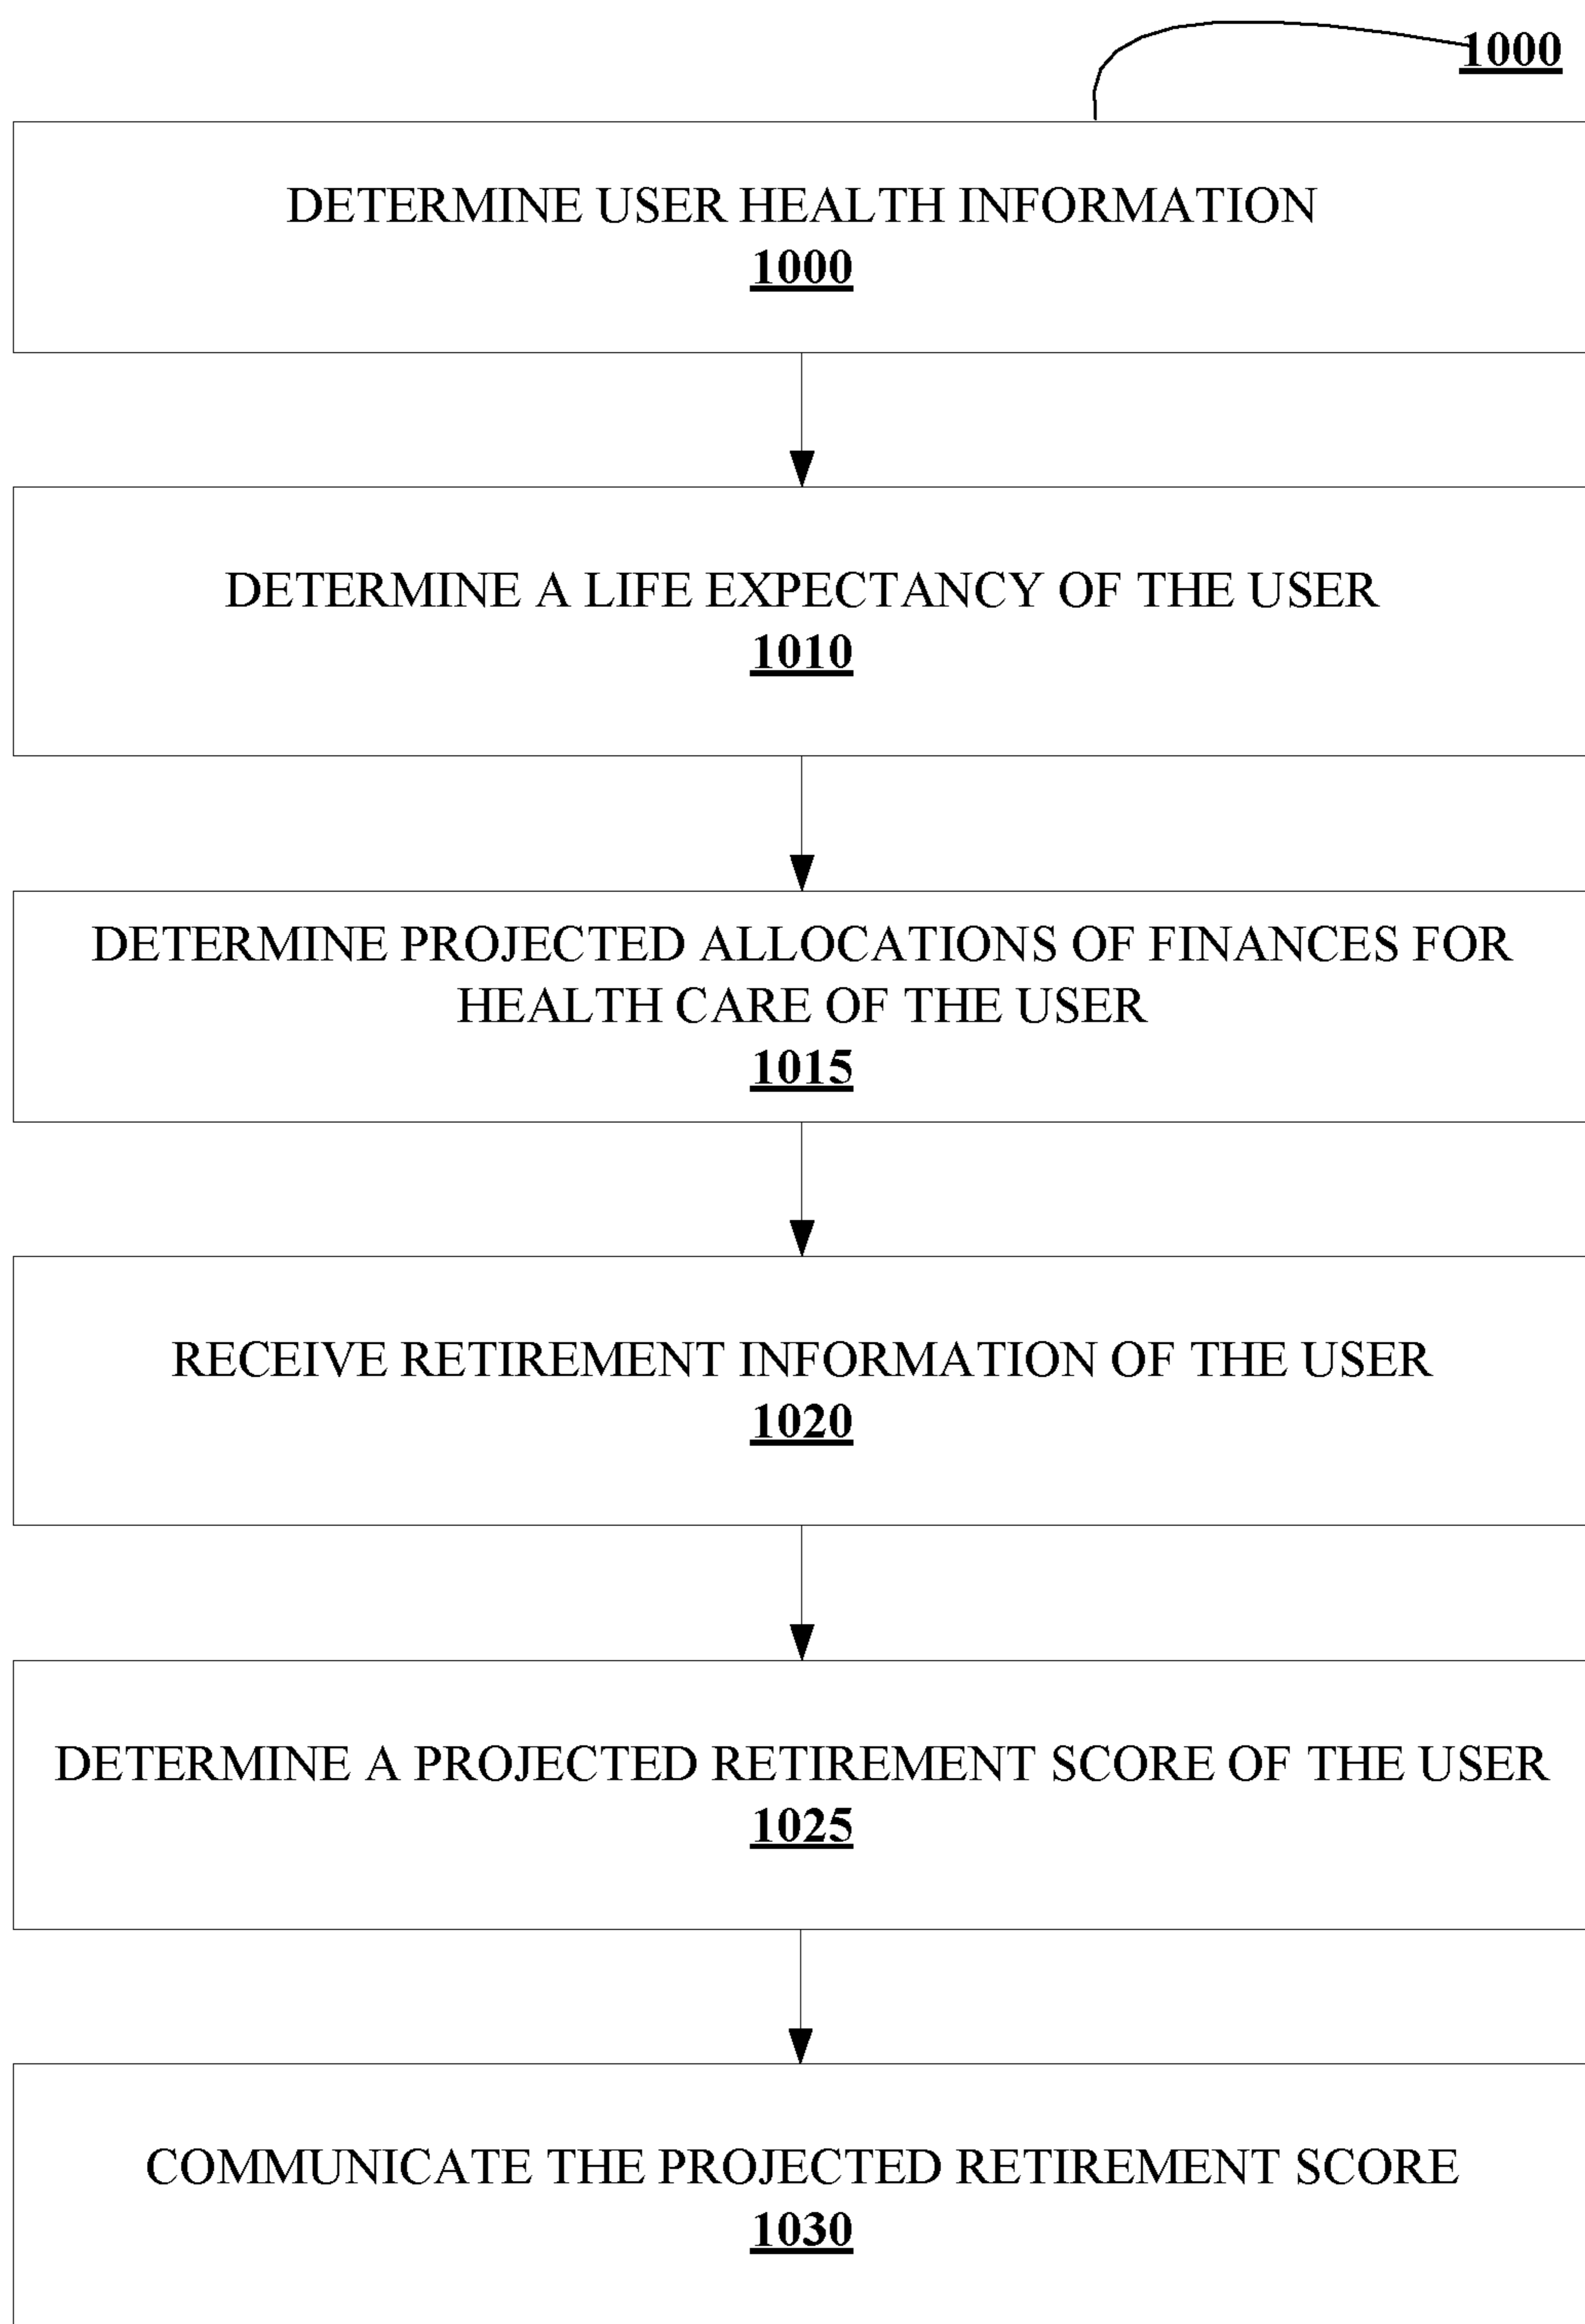 1000
DETERMINE USER HEALTH INFORMATION
1000
DETERMINE A LIFE EXPECTANCY OF THE USER
1010
DETERMINE PROJECTED ALLOCATIONS OF FINANCES FOR
HEALTH CARE OF THE USER
1015
RECEIVE RETIREMENT INFORMATION OF THE USER
1020
DETERMINE A PROJECTED RETIREMENT SCORE OF THE USER
1025
COMMUNICATE THE PROJECTED RETIREMENT SCORE
1030